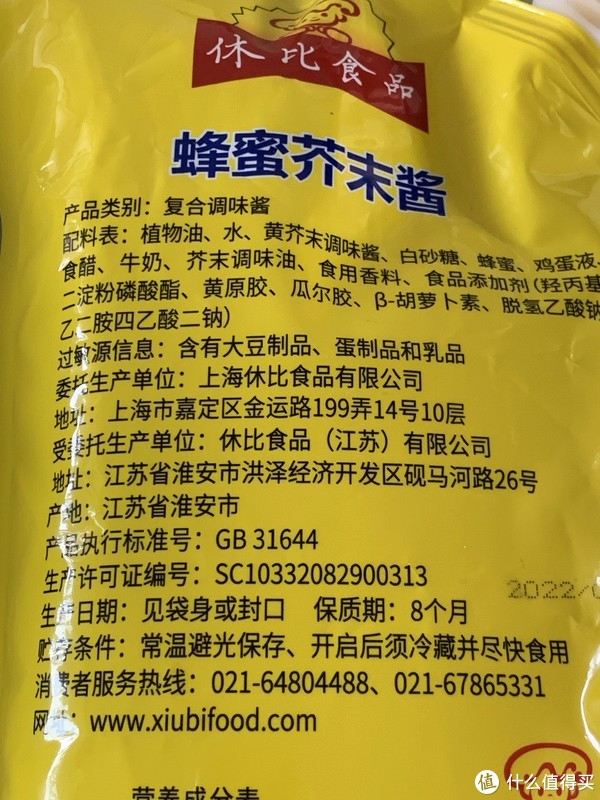 休比食品
蜂蜜芥末酱
产品类别：复合调味酱
配料表：植物油、水、黄芥末调味酱、白砂糖、蜂蜜、鸡蛋液、
食醋、牛奶、芥末调味油、食用香料、食品添加剂(羟丙基
二淀粉磷酸酯、黄原胶、瓜尔胶、β-胡萝卜素、脱氢乙酸钠
乙二胺四乙酸二钠）
过敏源信息：含有大豆制品、蛋制品和乳品
委托生产单位：上海休比食品有限公司
地址：上海市嘉定区金运路199弄14号10层
受委托生产单位：休比食品（江苏）有限公司
地址：江苏省淮安市洪泽经济开发区砚马河路26号
产地：江苏省淮安市
产品执行标准号：GB 31644
生产许可证编号：SC10332082900313
2022/
生产日期：见袋身或封口 保质期：8个月
贮存条件：常温避光保存、开启后须冷藏并尽快食用
消费者服务热线：021-64804488、021-67865331
网址：www.xiubifood.com
营养成分表
值 什么值得买